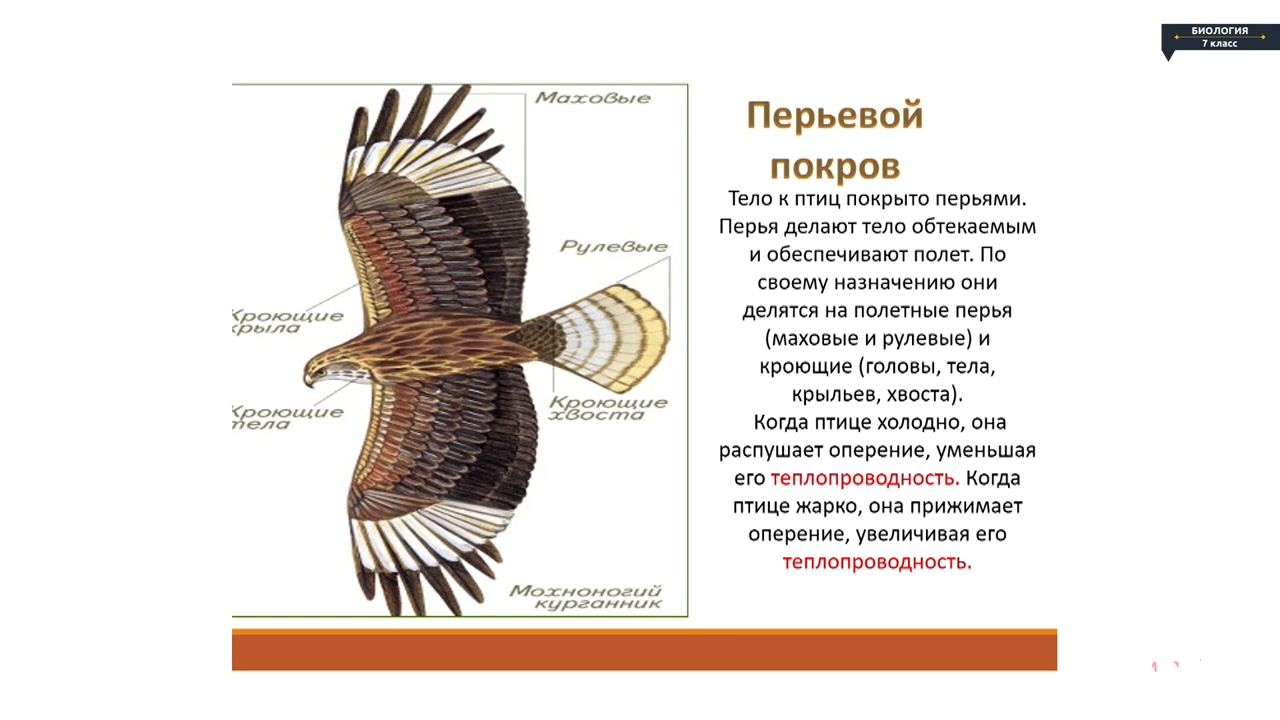 БИОЛОГИЯ
7 класс
Маховые
Рулевые
Кроющие
крыла
Кроющие
тела
Кроющие
хвоста
Мохноногий
курганник
Перьевой
покров
Тело к птиц покрыто перьями.
Перья делают тело обтекаемым
и обеспечивают полет. По
своему назначению они
делятся на полетные перья
(маховые и рулевые) и
кроющие (головы, тела,
крыльев, хвоста).
Когда птице холодно, она
распушает оперение, уменьшая
его теплопроводность. Когда
птице жарко, она прижимает
оперение, увеличивая его
теплопроводность.